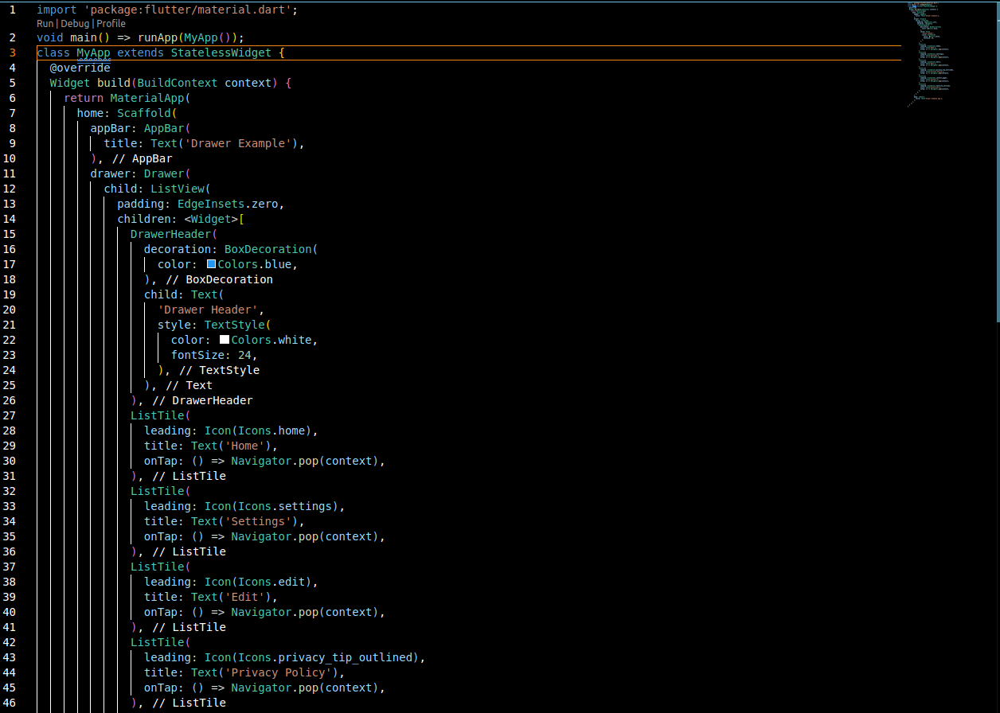 1 import 'package:flutter/material.dart';
Run | Debug | Profile
2 void main() => runApp(MyApp());
3 class MyApp extends StatelessWidget {
4   @override
5   Widget build(BuildContext context) {
6     return MaterialApp(
7       home: Scaffold(
8         appBar: AppBar(
9           title: Text('Drawer Example'),
10         ), // AppBar
11         drawer: Drawer(
12           child: ListView(
13             padding: EdgeInsets.zero,
14             children: <Widget>[
15               DrawerHeader(
16                 decoration: BoxDecoration(
17                   color: Colors.blue,
18                 ), // BoxDecoration
19                 child: Text(
20                   'Drawer Header',
21                   style: TextStyle(
22                     color: Colors.white,
23                     fontSize: 24,
24                   ), // TextStyle
25                 ), // Text
26               ), // DrawerHeader
27               ListTile(
28                 leading: Icon(Icons.home),
29                 title: Text('Home'),
30                 onTap: () => Navigator.pop(context),
31               ), // ListTile
32               ListTile(
33                 leading: Icon(Icons.settings),
34                 title: Text('Settings'),
35                 onTap: () => Navigator.pop(context),
36               ), // ListTile
37               ListTile(
38                 leading: Icon(Icons.edit),
39                 title: Text('Edit'),
40                 onTap: () => Navigator.pop(context),
41               ), // ListTile
42               ListTile(
43                 leading: Icon(Icons.privacy_tip_outlined),
44                 title: Text('Privacy Policy'),
45                 onTap: () => Navigator.pop(context),
46               ), // ListTile